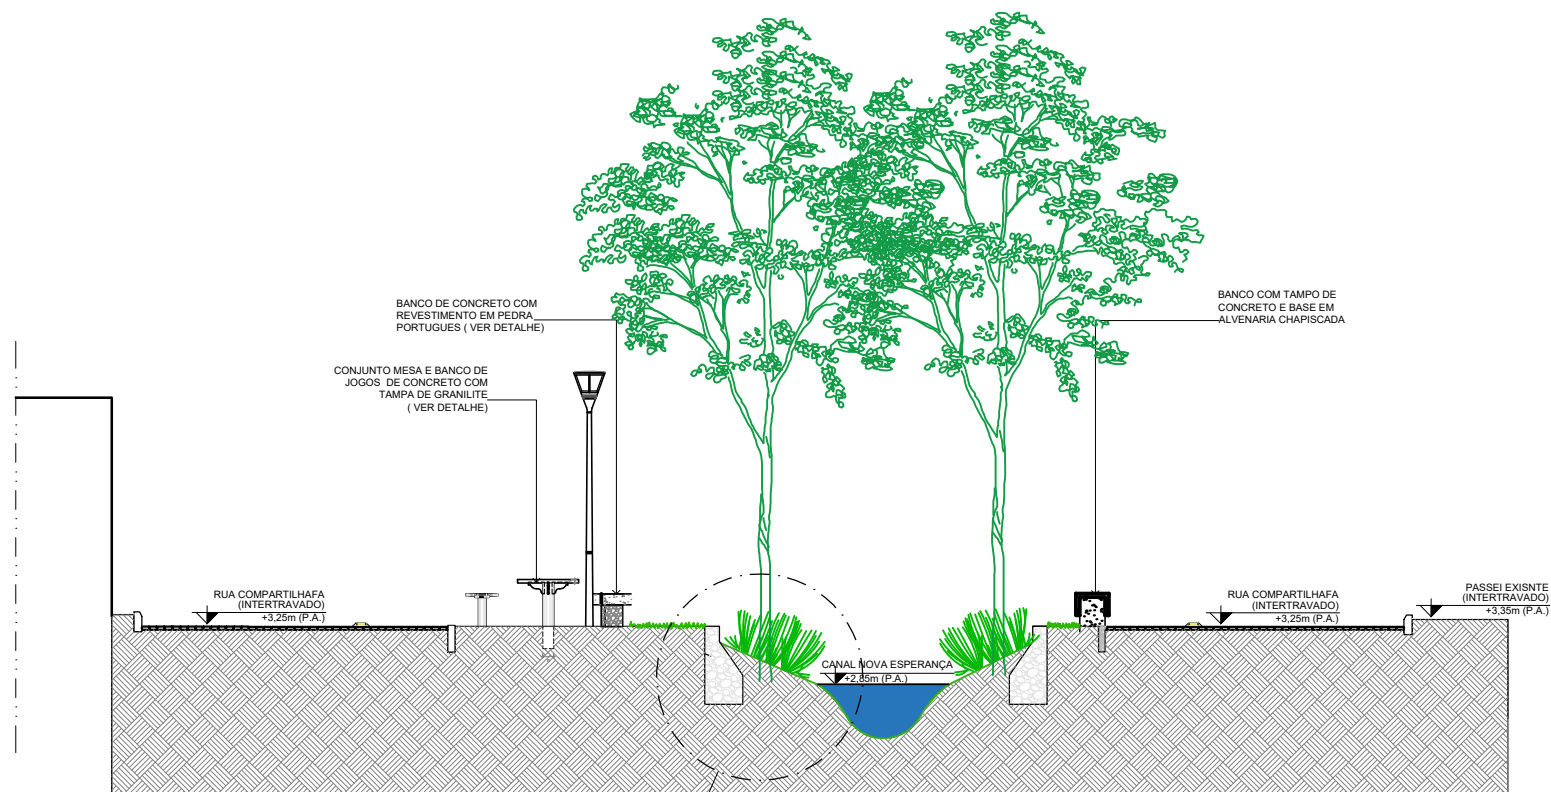 BANCO DE CONCRETO COM
REVESTIMENTO EM PEDRA
PORTUGUES ( VER DETALHE)
BANCO COM TAMPO DE
CONCRETO E BASE EM
ALVENARIA CHAPISCADA
CONJUNTO MESA E BANCO DE
JOGOS DE CONCRETO COM
TAMPA DE GRANILITE
( VER DETALHE)
RUA COMPARTILHAFA
(INTERTRAVADO)
+3,25m (P.A.)
RUA COMPARTILHAFA
(INTERTRAVADO)
+3,25m (P.A.)
PASSEI EXISNTE
(INTERTRAVADO)
+3,35m (P.A.)
CANAL NOVA ESPERANÇA
+2,85m (P.A.)